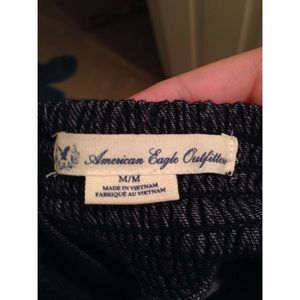 American Eagle Outfitters
M/M
MADE IN VIETNAM
FABRIQUÉ AU VIETNAM